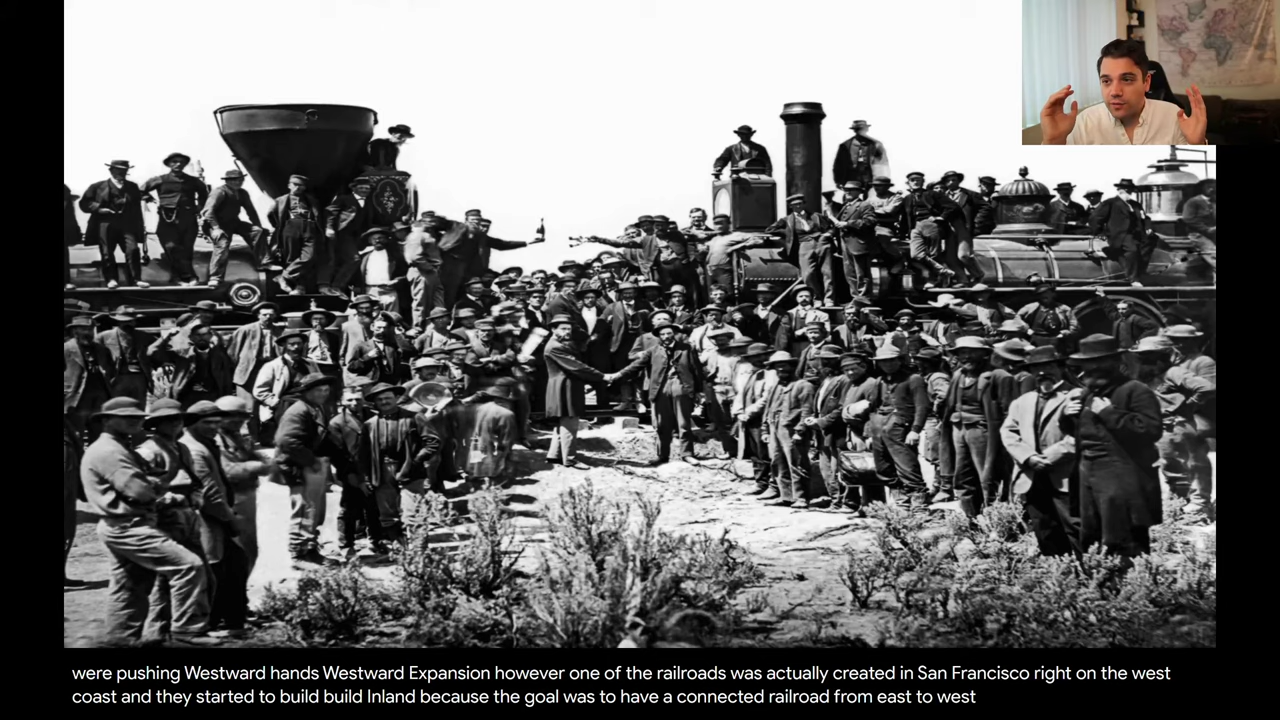 were pushing Westward hands Westward Expansion however one of the railroads was actually created in San Francisco right on the west
coast and they started to build build Inland because the goal was to have a connected railroad from east to west